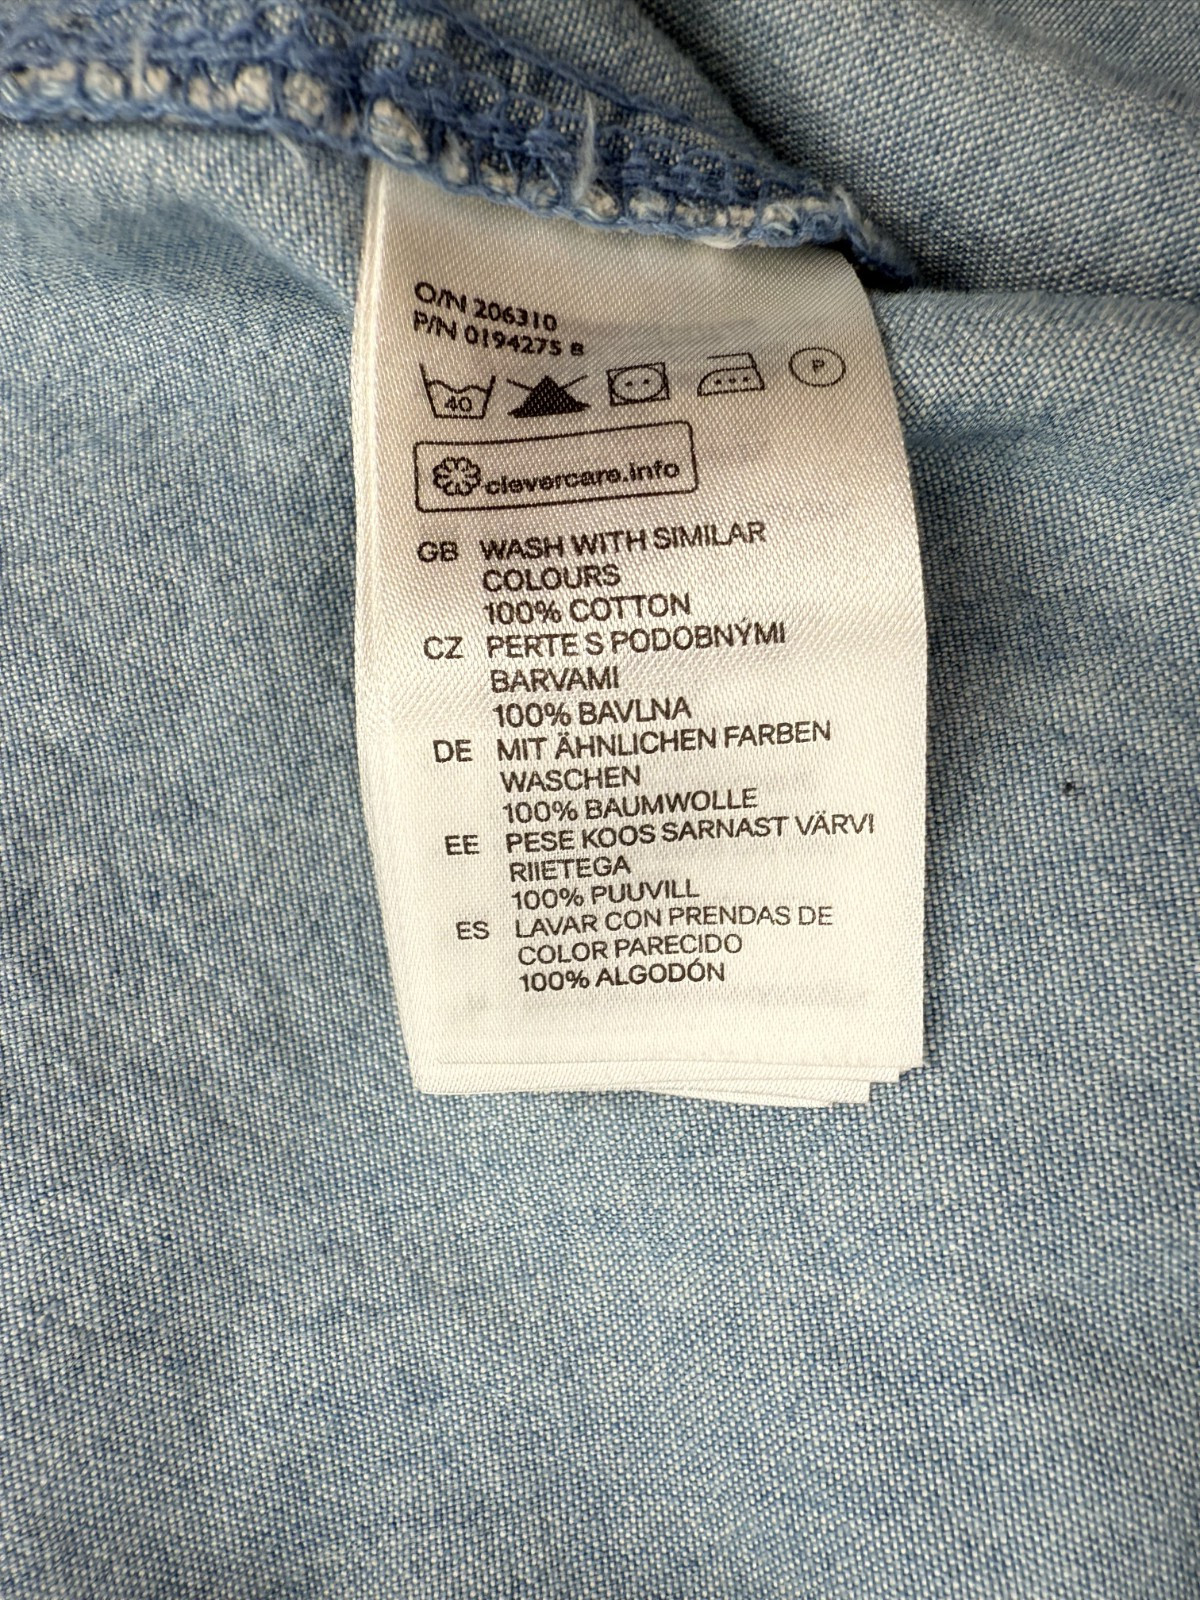 O/N 206310
P/N 0194275 B
40
P
clevercare.info
GB WASH WITH SIMILAR
COLOURS
100% COTTON
CZ PERTE S PODOBNÝMI
BARVAMI
100% BAVLNA
DE MIT ÄHNLICHEN FARBEN
WASCHEN
100% BAUMWOLLE
EE PESE KOOS SARNAST VÄRVI
RIIETEGA
100% PUUVILL
ES LAVAR CON PRENDAS DE
COLOR PARECIDO
100% ALGODÓN